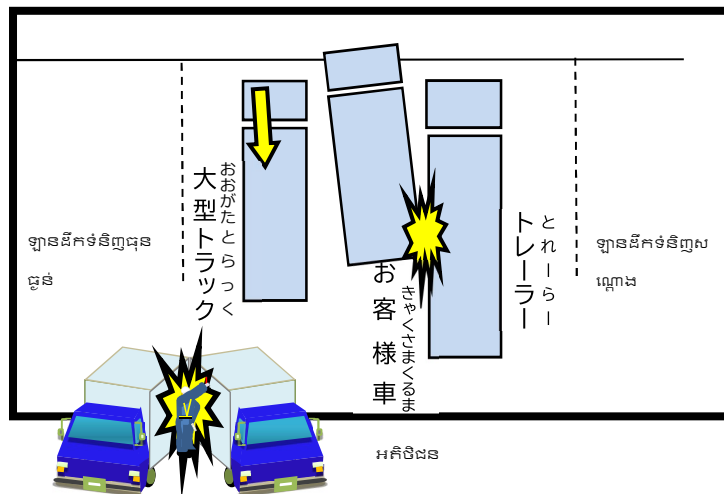 ឡានដឹកទំនិញធុន
ធ្ងន់
大型トラック
おおがたとらっく
お客様車
きゃくさまくるま
トレーラー
とれーらー
ឡានដឹកទំនិញស
ណ្តោង
អតិថិជន